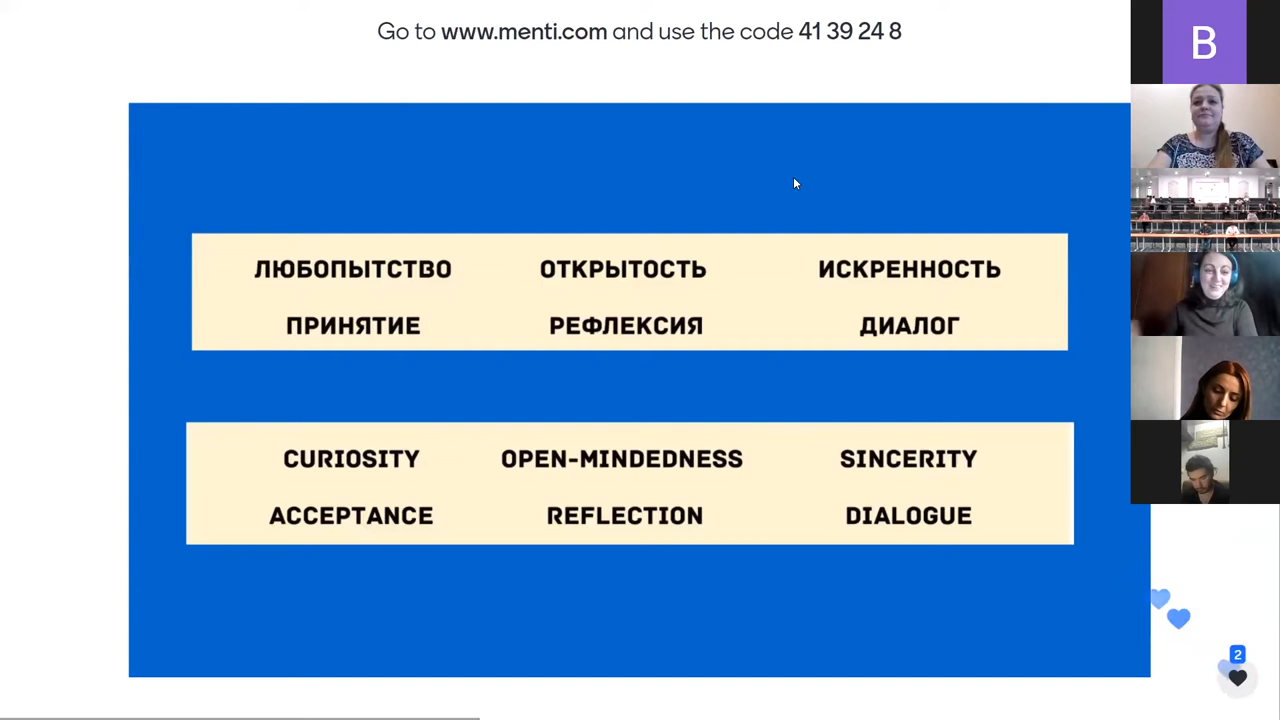 Go to www.menti.com and use the code 41 39 24 8
B
ЛЮБОПЫТСТВО ОТКРЫТОСТЬ ИСКРЕННОСТЬ
ПРИНЯТИЕ РЕФЛЕКСИЯ ДИАЛОГ
CURIOSITY OPEN-MINDEDNESS SINCERITY
ACCEPTANCE REFLECTION DIALOGUE
2